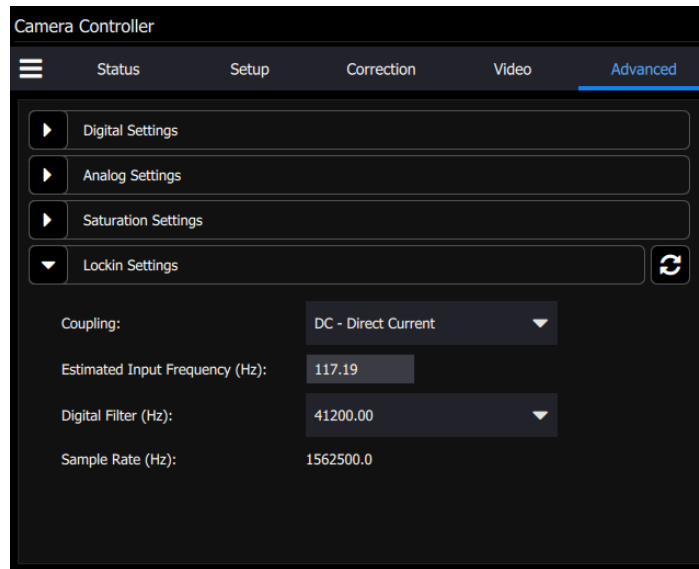 Camera Controller
Status Setup Correction Video Advanced
Digital Settings
Analog Settings
Saturation Settings
Lockin Settings
Coupling: DC - Direct Current
Estimated Input Frequency (Hz): 117.19
Digital Filter (Hz): 41200.00
Sample Rate (Hz): 1562500.0